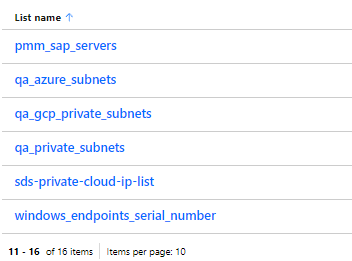 List name ↑
pmm_sap_servers
qa_azure_subnets
qa_gcp_private_subnets
qa_private_subnets
sds-private-cloud-ip-list
windows_endpoints_serial_number
11 - 16 of 16 items | Items per page: 10